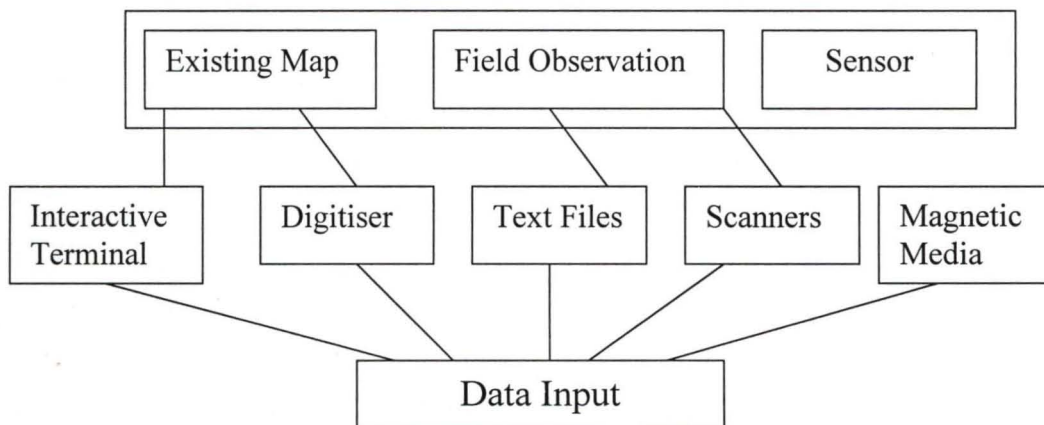 Existing Map
Field Observation
Sensor
Interactive
Terminal
Digitiser
Text Files
Scanners
Magnetic
Media
Data Input